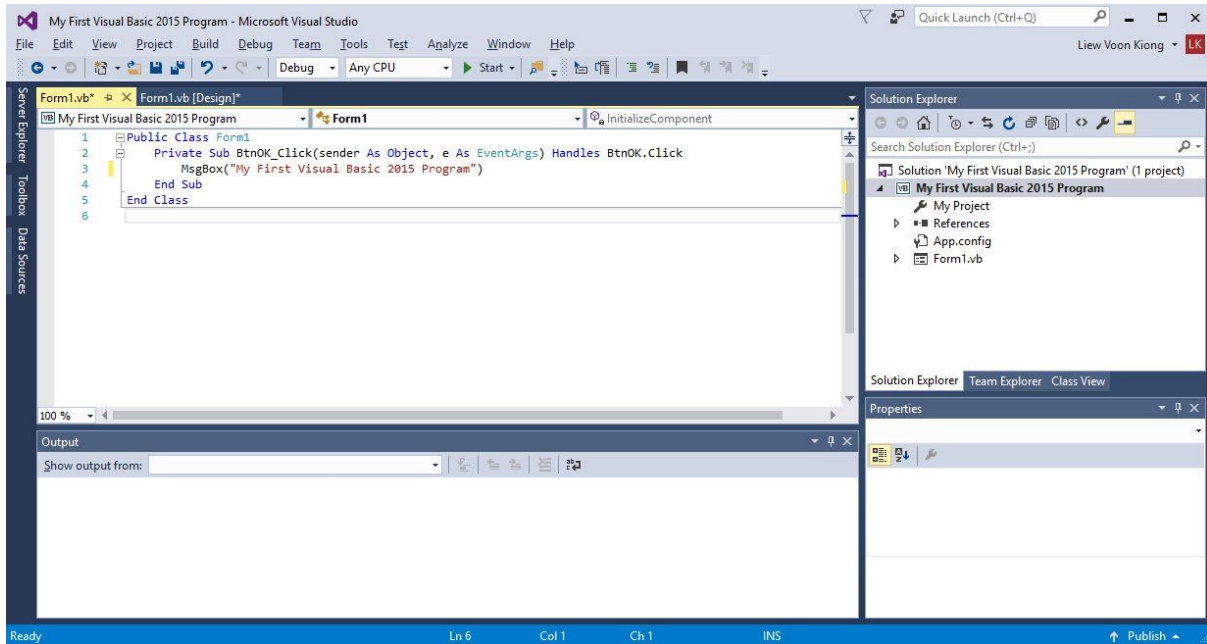 My First Visual Basic 2015 Program - Microsoft Visual Studio
Quick Launch (Ctrl+Q)
File Edit View Project Build Debug Team Tools Test Analyze Window Help
Liew Voon Kiong LK
Debug Any CPU Start
Server Explorer
Toolbox
Data Sources
Form1.vb* Form1.vb [Design]*
VB My First Visual Basic 2015 Program Form1 InitializeComponent
1 Public Class Form1
2 Private Sub BtnOK_Click(sender As Object, e As EventArgs) Handles BtnOK.Click
3 MsgBox("My First Visual Basic 2015 Program")
4 End Sub
5 End Class
6
100 %
Output
Show output from:
Solution Explorer
Search Solution Explorer (Ctrl+;)
Solution 'My First Visual Basic 2015 Program' (1 project)
VB My First Visual Basic 2015 Program
My Project
References
App.config
Form1.vb
Solution Explorer Team Explorer Class View
Properties
Ready Ln 6 Col 1 Ch 1 INS Publish